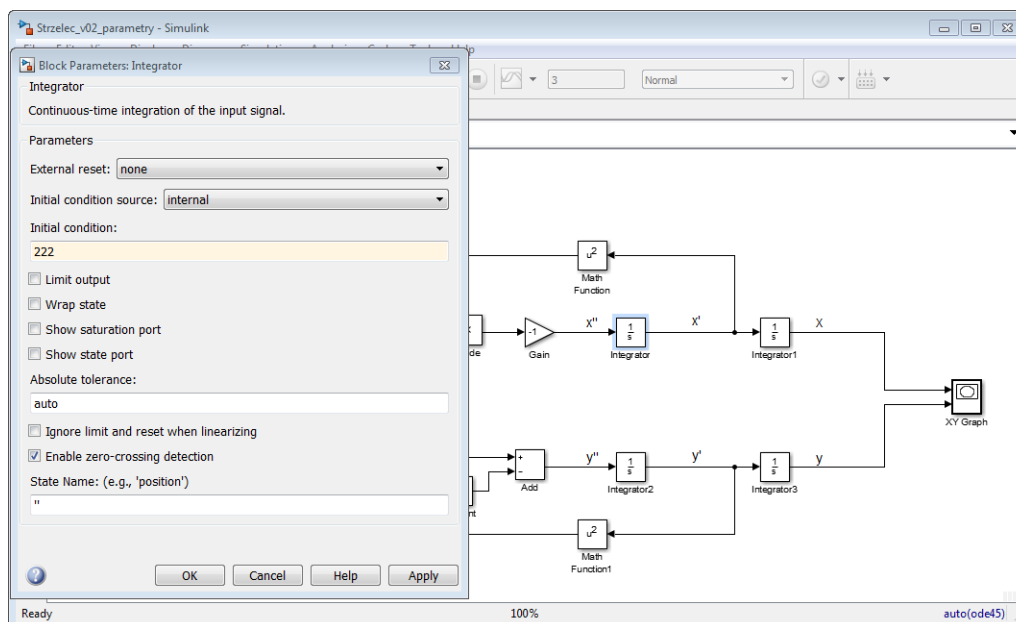 Strzelec_v02_parametry - Simulink
Block Parameters: Integrator
Integrator
Continuous-time integration of the input signal.
Parameters
External reset: none
Initial condition source: internal
Initial condition:
222
Limit output
Wrap state
Show saturation port
Show state port
Absolute tolerance:
auto
Ignore limit and reset when linearizing
Enable zero-crossing detection
State Name: (e.g., 'position')
''
OK Cancel Help Apply
3 Normal
u²
Math
Function
-1
Gain
x''
1
s
Integrator
x'
1
s
Integrator1
x
XY Graph
+
-
Add
y''
1
s
Integrator2
y'
1
s
Integrator3
y
u²
Math
Function1
Ready 100% auto(ode45)